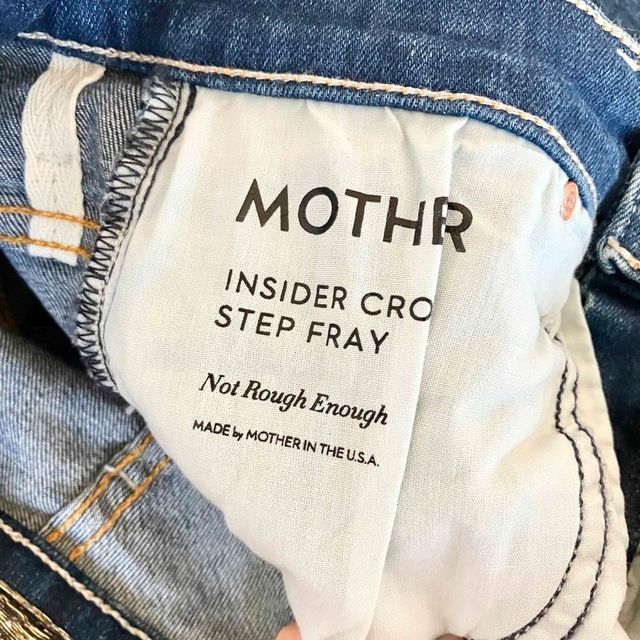 MOTHR
INSIDER CRO
STEP FRAY
Not Rough Enough
MADE by MOTHER IN THE U.S.A.